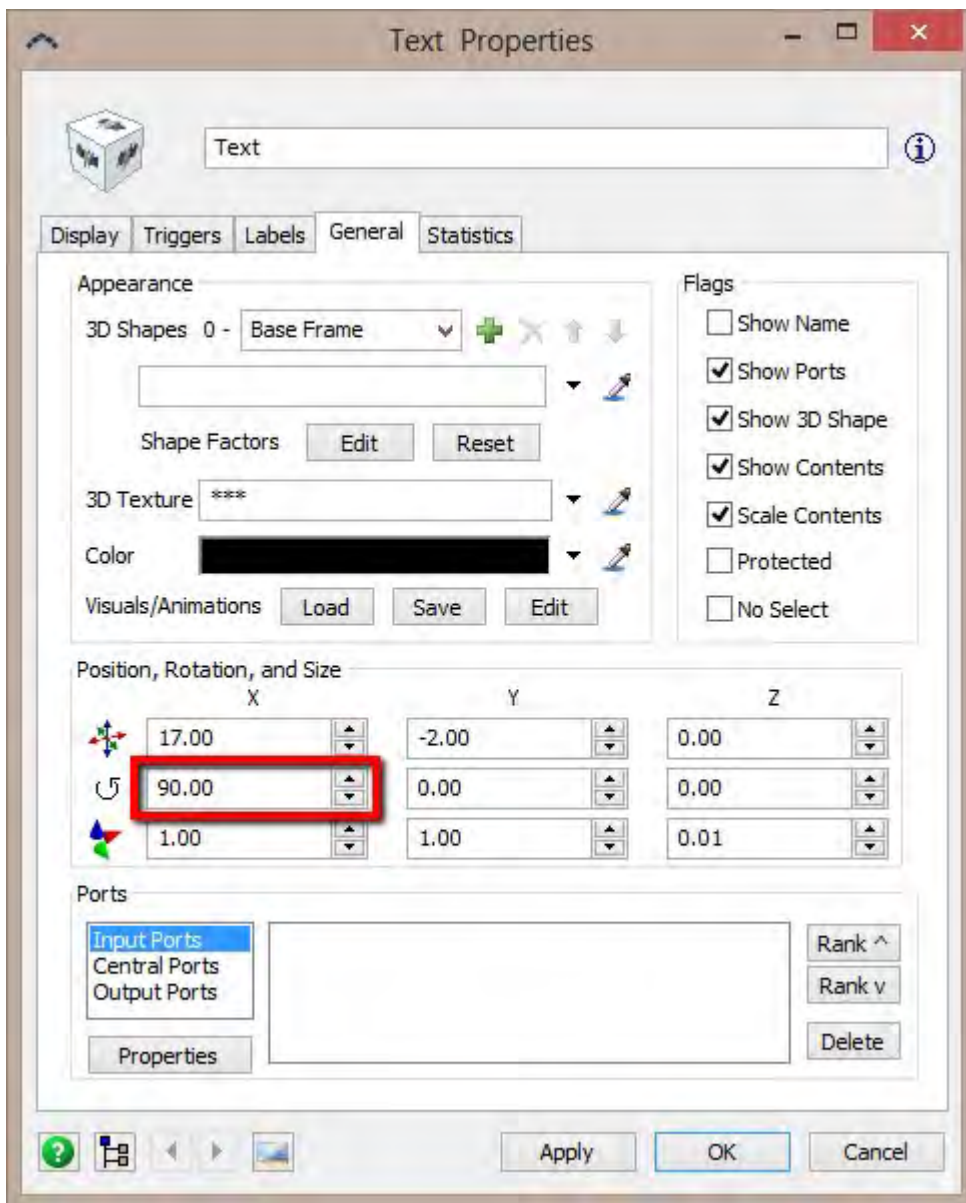 Text Properties
Text
Display Triggers Labels General Statistics
Appearance
3D Shapes 0 - Base Frame
Shape Factors Edit Reset
3D Texture ***
Color
Visuals/Animations Load Save Edit
Flags
Show Name
Show Ports
Show 3D Shape
Show Contents
Scale Contents
Protected
No Select
Position, Rotation, and Size
X Y Z
17.00 -2.00 0.00
90.00 0.00 0.00
1.00 1.00 0.01
Ports
Input Ports
Central Ports
Output Ports
Properties
Rank ^
Rank v
Delete
Apply OK Cancel